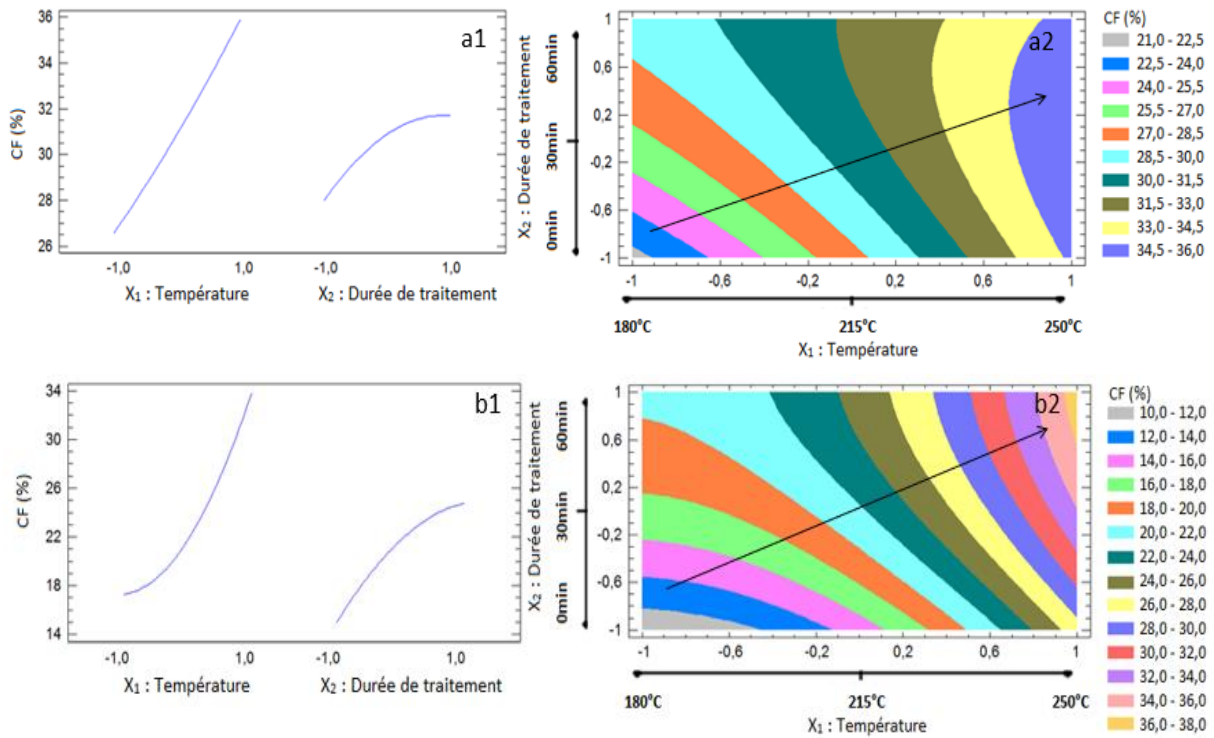 a1
36
34
32
30
28
26
CF (%)
-1,0
1,0
-1,0
1,0
X₁ : Température
X₂ : Durée de traitement
a2
X₂ : Durée de traitement
60min
30min
0min
1
0,6
0,2
-0,2
-0,6
-1
-1
-0,6
-0,2
0,2
0,6
1
180°C
215°C
250°C
X₁ : Température
CF (%)
21,0 - 22,5
22,5 - 24,0
24,0 - 25,5
25,5 - 27,0
27,0 - 28,5
28,5 - 30,0
30,0 - 31,5
31,5 - 33,0
33,0 - 34,5
34,5 - 36,0
b1
34
30
26
22
18
14
CF (%)
-1,0
1,0
-1,0
1,0
X₁ : Température
X₂ : Durée de traitement
b2
X₂ : Durée de traitement
60min
30min
0min
1
0,6
0,2
-0,2
-0,6
-1
-1
-0,6
-0,2
0,2
0,6
1
180°C
215°C
250°C
X₁ : Température
CF (%)
10,0 - 12,0
12,0 - 14,0
14,0 - 16,0
16,0 - 18,0
18,0 - 20,0
20,0 - 22,0
22,0 - 24,0
24,0 - 26,0
26,0 - 28,0
28,0 - 30,0
30,0 - 32,0
32,0 - 34,0
34,0 - 36,0
36,0 - 38,0